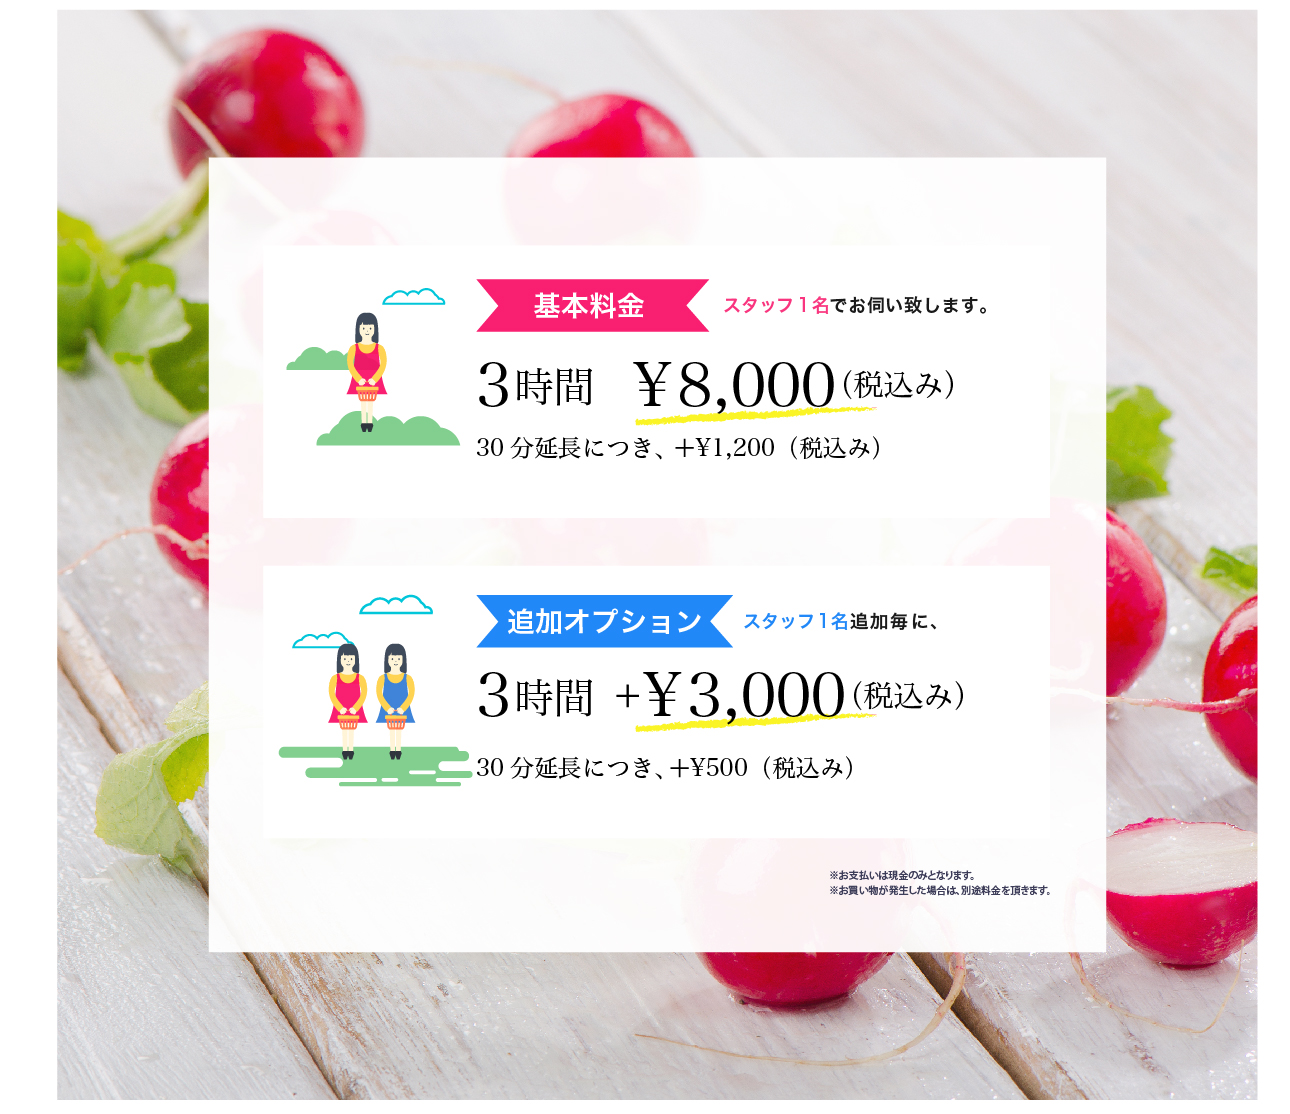 基本料金 スタッフ1名でお伺い致します。
3時間 ¥8,000(税込み)
30分延長につき、+¥1,200(税込み)
追加オプション スタッフ1名追加毎に、
3時間 +¥3,000(税込み)
30分延長につき、+¥500(税込み)
※お支払いは現金のみとなります。
※お買い物が発生した場合は、別途料金を頂きます。